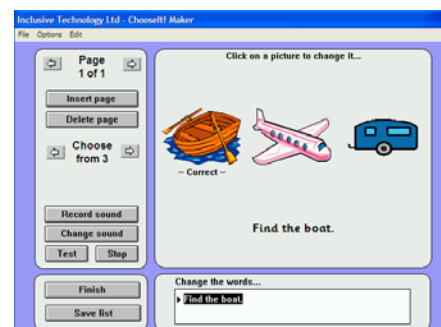 Inclusive Technology Ltd - ChooseIt! Maker
File Options Edit
Page
1 of 1
Insert page
Delete page
Choose
from 3
Record sound
Change sound
Test Stop
Finish
Save list
Click on a picture to change it...
– Correct –
Find the boat.
Change the words...
Find the boat.